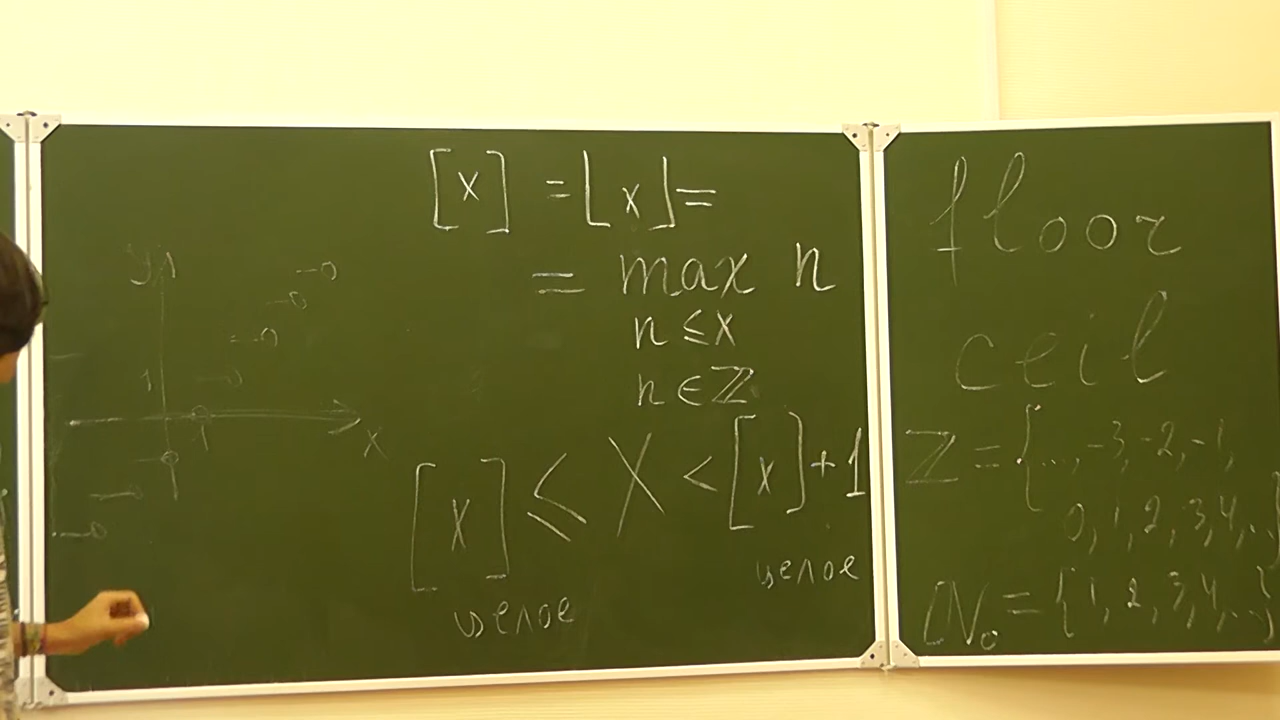 [x] = ⌊x⌋ =
= max n
n ≤ x
n ∈ ℤ
[x] ≤ X < [x] + 1
целое
целое
y
1
1
x
floor
ceil
ℤ = {..., -3, -2, -1,
0, 1, 2, 3, 4, ...}
ℕ₀ = {1, 2, 3, 4, ...}